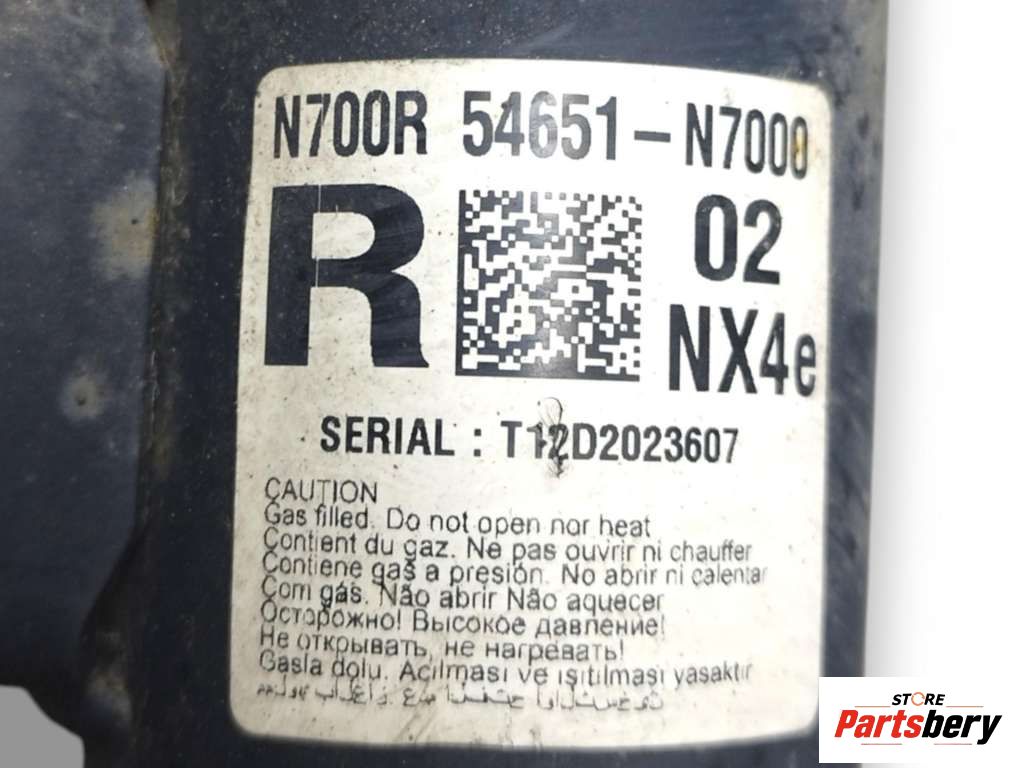 N700R 54651-N7000
R 02
NX4e
SERIAL : T12D2023607
CAUTION
Gas filled. Do not open nor heat
Contient du gaz. Ne pas ouvrir ni chauffer
Contiene gas a presión. No abrir ni calentar
Com gás. Não abrir Não aquecer
Осторожно! Высокое давление!
Не открывать, не нагревать!
Gasla dolu. Açılması ve ısıtılması yasaktır
STORE
Partsbery